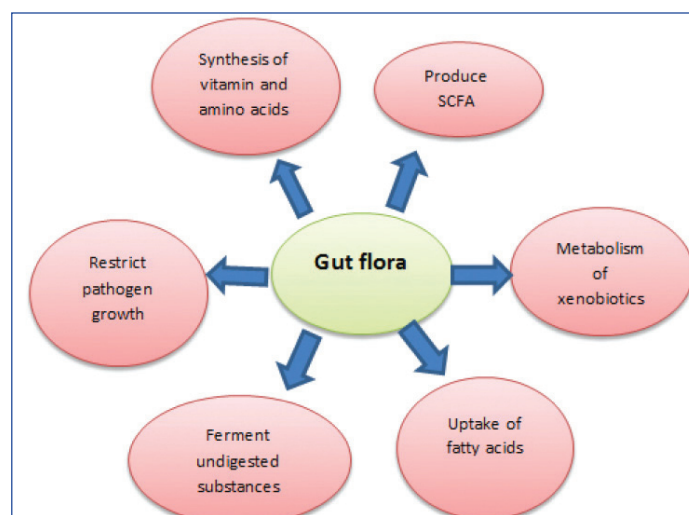 Synthesis of
vitamin and
amino acids
Produce
SCFA
Gut flora
Restrict
pathogen
growth
Metabolism
of
xenobiotics
Ferment
undigested
substances
Uptake of
fatty acids